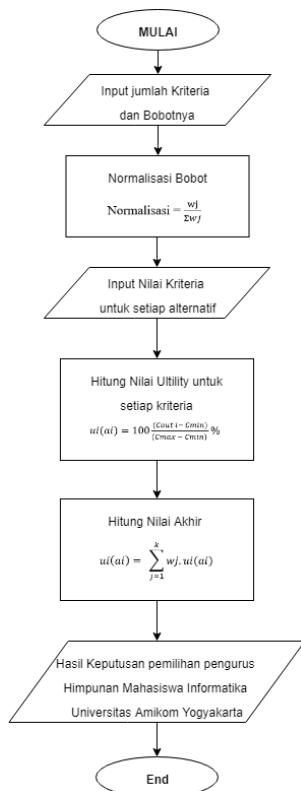 MULAI
Input jumlah Kriteria
dan Bobotnya
Normalisasi Bobot
Normalisasi = wj / Σwj
Input Nilai Kriteria
untuk setiap alternatif
Hitung Nilai Ultility untuk
setiap kriteria
ui(ai) = 100 (Cout i − Cmin) / (Cmax − Cmin) %
Hitung Nilai Akhir
ui(ai) = ∑ k j=1 wj. ui(ai)
Hasil Keputusan pemilihan pengurus
Himpunan Mahasiswa Informatika
Universitas Amikom Yogyakarta
End